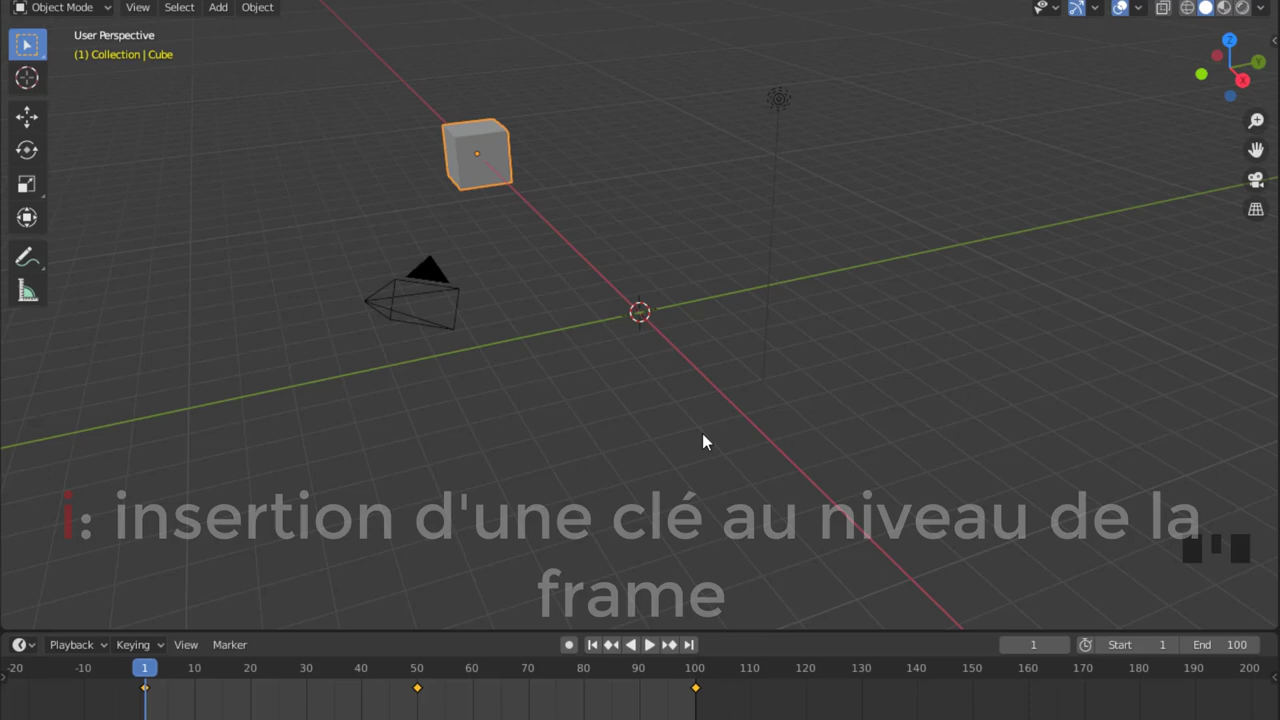 Object Mode View Select Add Object
User Perspective
(1) Collection | Cube
Z
Y
X
i: insertion d'une clé au niveau de la
frame
Playback Keying View Marker 1 Start 1 End 100
-20 -10 1 10 20 30 40 50 60 70 80 90 100 110 120 130 140 150 160 170 180 190 200